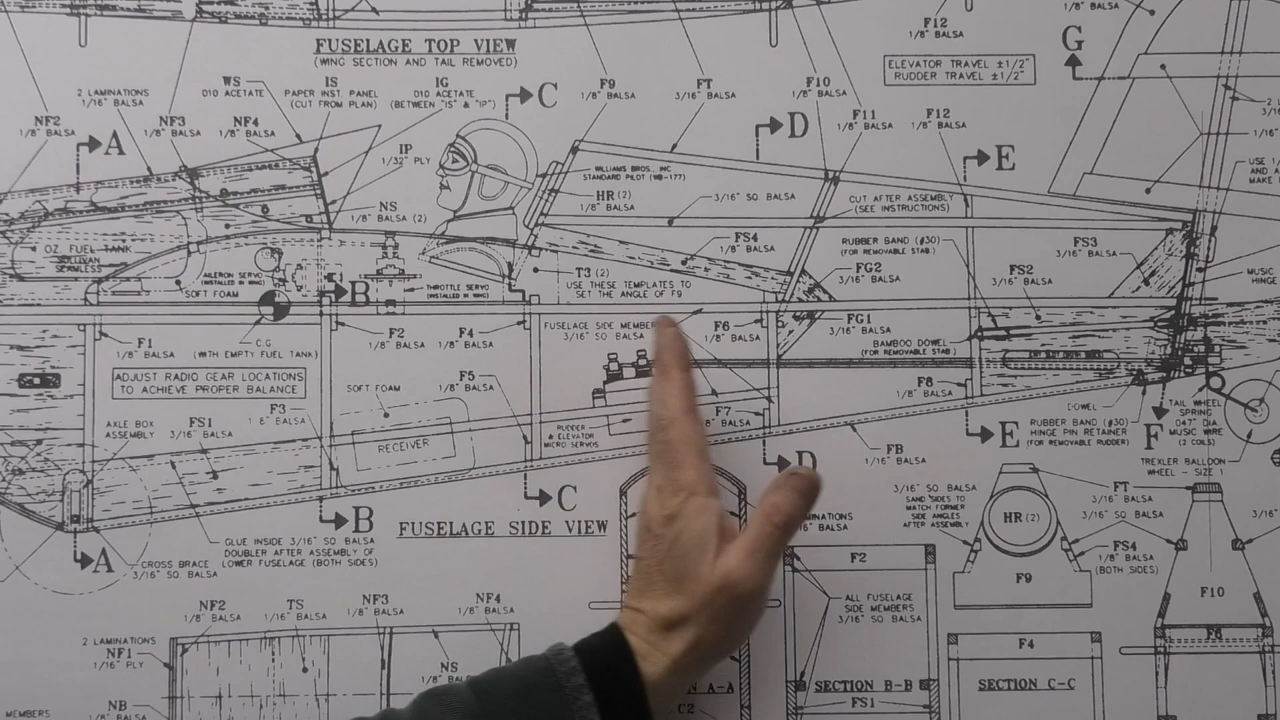 FUSELAGE TOP VIEW
(WING SECTION AND TAIL REMOVED)
F12
1/8" BALSA
1/8" BALSA
G
ELEVATOR TRAVEL ±1/2"
RUDDER TRAVEL ±1/2"
2 LAMINATIONS
1/16" BALSA
WS
010 ACETATE
IS
PAPER INST. PANEL
(CUT FROM PLAN)
IG
010 ACETATE
(BETWEEN "IS" & "IP")
C
F9
1/8" BALSA
FT
3/16" BALSA
F10
1/8" BALSA
D
F11
1/8" BALSA
F12
1/8" BALSA
E
NF2
1/8" BALSA
A
NF3
1/8" BALSA
NF4
1/8" BALSA
IP
1/32" PLY
NS
1/8" BALSA (2)
WILLIAMS BROS., INC
STANDARD PILOT (WB-177)
HR (2)
1/8" BALSA
3/16" SQ. BALSA
CUT AFTER ASSEMBLY
(SEE INSTRUCTIONS)
OZ. FUEL TANK
SULLIVAN
SEAMLESS
SOFT FOAM
AILERON SERVO
(INSTALLED IN WING)
B
THROTTLE SERVO
(INSTALLED IN WING)
T3 (2)
USE THESE TEMPLATES TO
SET THE ANGLE OF F9
FS4
1/8" BALSA
FG2
3/16" BALSA
RUBBER BAND (#30)
(FOR REMOVABLE STAB.)
FS2
3/16" BALSA
FS3
3/16" BALSA
MUSIC
HINGE
F1
1/8" BALSA
C.G.
(WITH EMPTY FUEL TANK)
F2
1/8" BALSA
F4
1/8" BALSA
FUSELAGE SIDE MEMBE
3/16" SQ. BALSA
F6
1/8" BALSA
FG1
3/16" BALSA
BAMBOO DOWEL
(FOR REMOVABLE STAB.)
ADJUST RADIO GEAR LOCATIONS
TO ACHIEVE PROPER BALANCE
SOFT FOAM
F5
1/8" BALSA
F8
1/8" BALSA
AXLE BOX
ASSEMBLY
FS1
3/16" BALSA
F3
RECEIVER
RUDDER
& ELEVATOR
MICRO SERVOS
F7
/8" BALSA
FB
1/16" BALSA
E
DOWEL
RUBBER BAND (#30)
HINGE PIN RETAINER
(FOR REMOVABLE RUDDER)
F
TAIL WHEEL
SPRING
.047" DIA.
MUSIC WIRE
(2 COILS)
TREXLER BALLOON
WHEEL - SIZE 1
D
C
B
A
FUSELAGE SIDE VIEW
GLUE INSIDE 3/16" SQ. BALSA
DOUBLER AFTER ASSEMBLY OF
LOWER FUSELAGE (BOTH SIDES)
CROSS BRACE
3/16" SQ. BALSA
3/16" SQ. BALSA
SAND SIDES TO
MATCH FORMER
SIDE ANGLES
AFTER ASSEMBLY
HR (2)
F9
FT
3/16" BALSA
3/16" SQ. BALSA
FS4
1/8" BALSA
(BOTH SIDES)
F10
F6
F2
ALL FUSELAGE
SIDE MEMBERS
3/16" SQ. BALSA
F4
SECTION B-B
FS1
SECTION C-C
N A-A
C2
NF2
1/8" BALSA
TS
1/16" BALSA
NF3
1/8" BALSA
NF4
1/8" BALSA
2 LAMINATIONS
NF1
1/16" PLY
NS
1/8" BALSA
NB
1/8" BALSA
MEMBERS